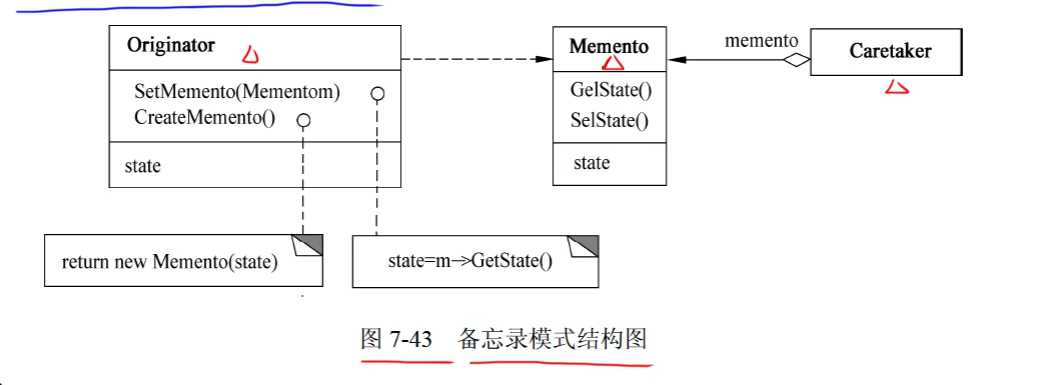 Originator
SetMemento(Mementom)
CreateMemento()
state
Memento
GelState()
SelState()
state
memento
Caretaker
return new Memento(state)
state=m->GetState()
图 7-43 备忘录模式结构图